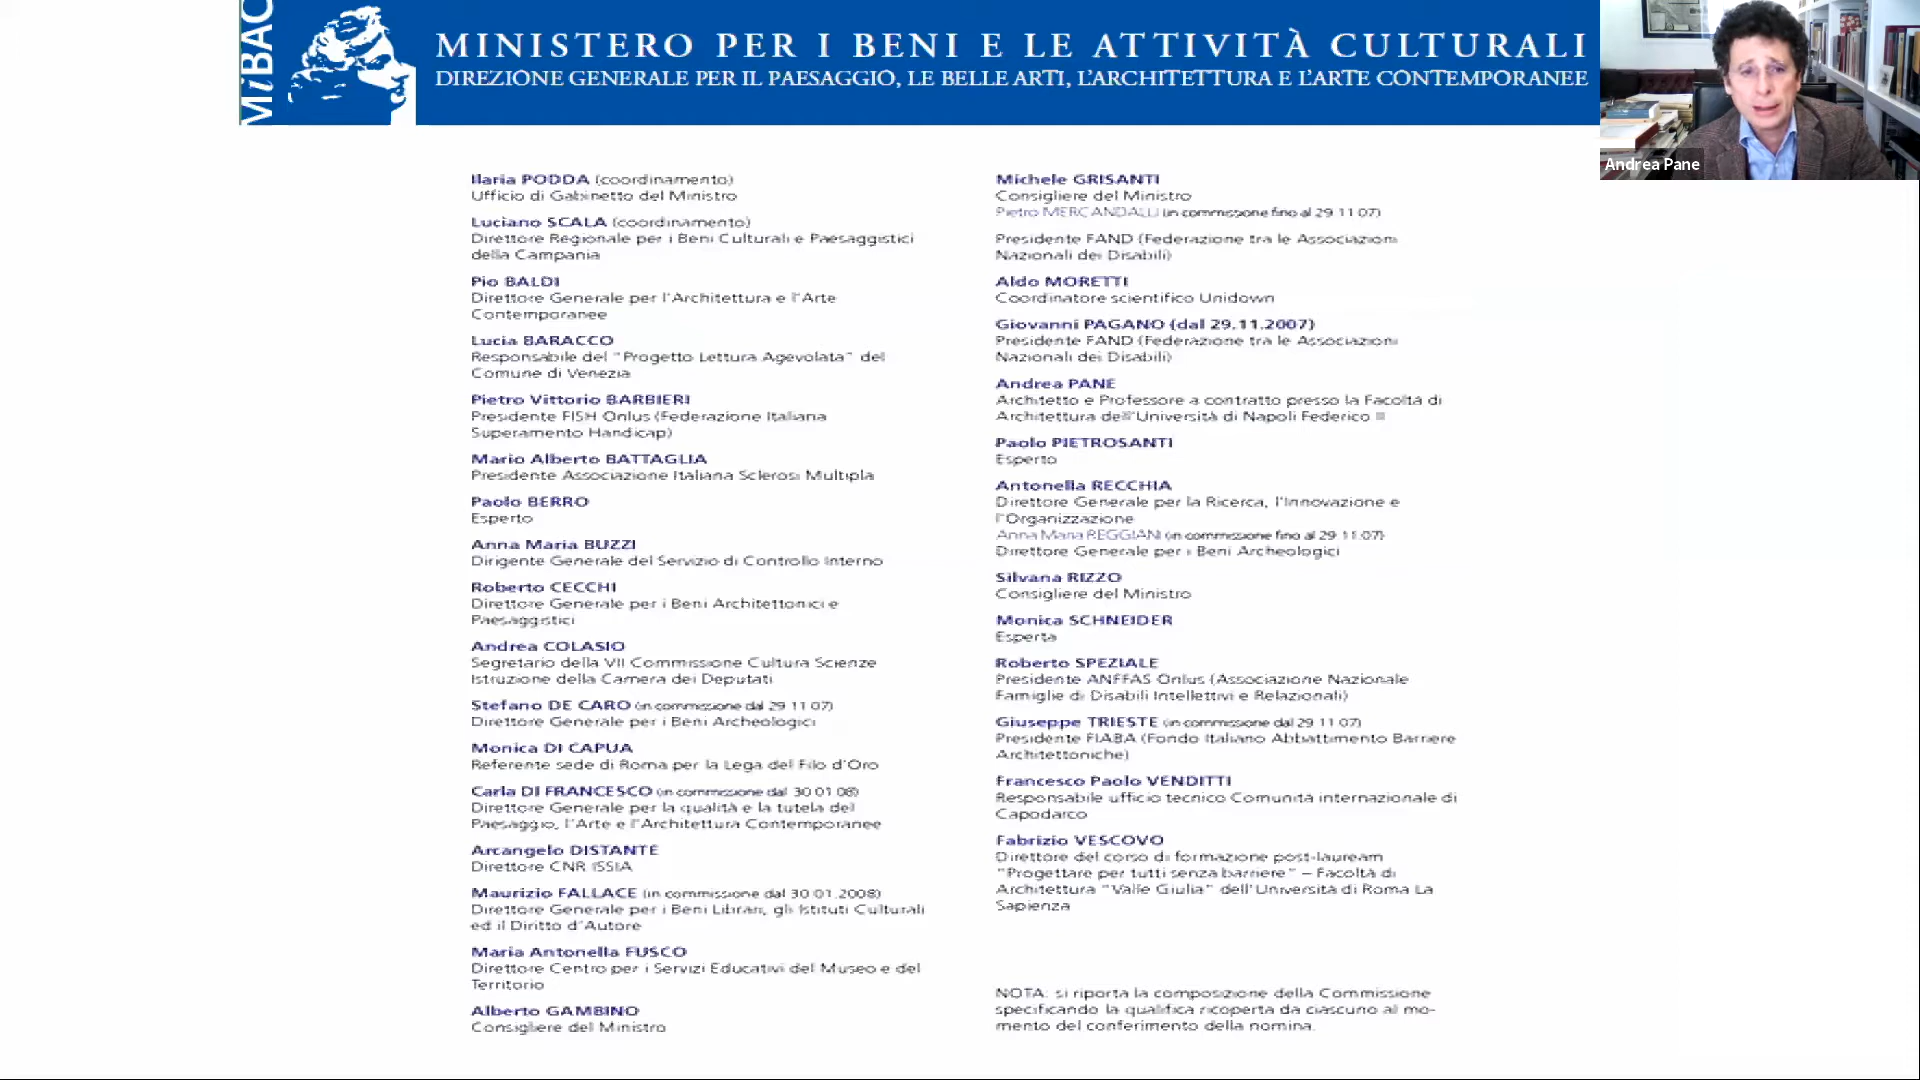 MiBAC
MINISTERO PER I BENI E LE ATTIVITÀ CULTURALI
DIREZIONE GENERALE PER IL PAESAGGIO, LE BELLE ARTI, L'ARCHITETTURA E L'ARTE CONTEMPORANEE
Andrea Pane
Ilaria PODDA (coordinamento)
Ufficio di Gabinetto del Ministro
Luciano SCALA (coordinamento)
Direttore Regionale per i Beni Culturali e Paesaggistici
della Campania
Pio BALDI
Direttore Generale per l'Architettura e l'Arte
Contemporanee
Lucia BARACCO
Responsabile del "Progetto Lettura Agevolata" del
Comune di Venezia
Pietro Vittorio BARBIERI
Presidente FISH Onlus (Federazione Italiana
Superamento Handicap)
Mario Alberto BATTAGLIA
Presidente Associazione Italiana Sclerosi Multipla
Paolo BERRO
Esperto
Anna Maria BUZZI
Dirigente Generale del Servizio di Controllo Interno
Roberto CECCHI
Direttore Generale per i Beni Architettonici e
Paesaggistici
Andrea COLASIO
Segretario della VII Commissione Cultura Scienze
Istruzione della Camera dei Deputati
Stefano DE CARO (in commissione dal 29 11 07)
Direttore Generale per i Beni Archeologici
Monica DI CAPUA
Referente sede di Roma per la Lega del Filo d'Oro
Carla DI FRANCESCO (in commissione dal 30 01 08)
Direttore Generale per la qualità e la tutela del
Paesaggio, l'Arte e l'Architettura Contemporanee
Arcangelo DISTANTE
Direttore CNR ISSIA
Maurizio FALLACE (in commissione dal 30.01.2008)
Direttore Generale per i Beni Librari, gli Istituti Culturali
ed il Diritto d'Autore
Maria Antonella FUSCO
Direttore Centro per i Servizi Educativi del Museo e del
Territorio
Alberto GAMBINO
Consigliere del Ministro
Michele GRISANTI
Consigliere del Ministro
Pietro MERCANDALLI (in commissione fino al 29 11 07)
Presidente FAND (Federazione tra le Associazioni
Nazionali dei Disabili)
Aldo MORETTI
Coordinatore scientifico Unidown
Giovanni PAGANO (dal 29.11.2007)
Presidente FAND (Federazione tra le Associazioni
Nazionali dei Disabili)
Andrea PANE
Architetto e Professore a contratto presso la Facoltà di
Architettura dell'Università di Napoli Federico II
Paolo PIETROSANTI
Esperto
Antonella RECCHIA
Direttore Generale per la Ricerca, l'Innovazione e
l'Organizzazione
Anna Maria REGGIANI (in commissione fino al 29 11 07)
Direttore Generale per i Beni Archeologici
Silvana RIZZO
Consigliere del Ministro
Monica SCHNEIDER
Esperta
Roberto SPEZIALE
Presidente ANFFAS Onlus (Associazione Nazionale
Famiglie di Disabili Intellettivi e Relazionali)
Giuseppe TRIESTE (in commissione dal 29 11 07)
Presidente FIABA (Fondo Italiano Abbattimento Barriere
Architettoniche)
Francesco Paolo VENDITTI
Responsabile ufficio tecnico Comunità internazionale di
Capodarco
Fabrizio VESCOVO
Direttore del corso di formazione post-lauream
"Progettare per tutti senza barriere" – Facoltà di
Architettura "Valle Giulia" dell'Università di Roma La
Sapienza
NOTA: si riporta la composizione della Commissione
specificando la qualifica ricoperta da ciascuno al mo-
mento del conferimento della nomina.